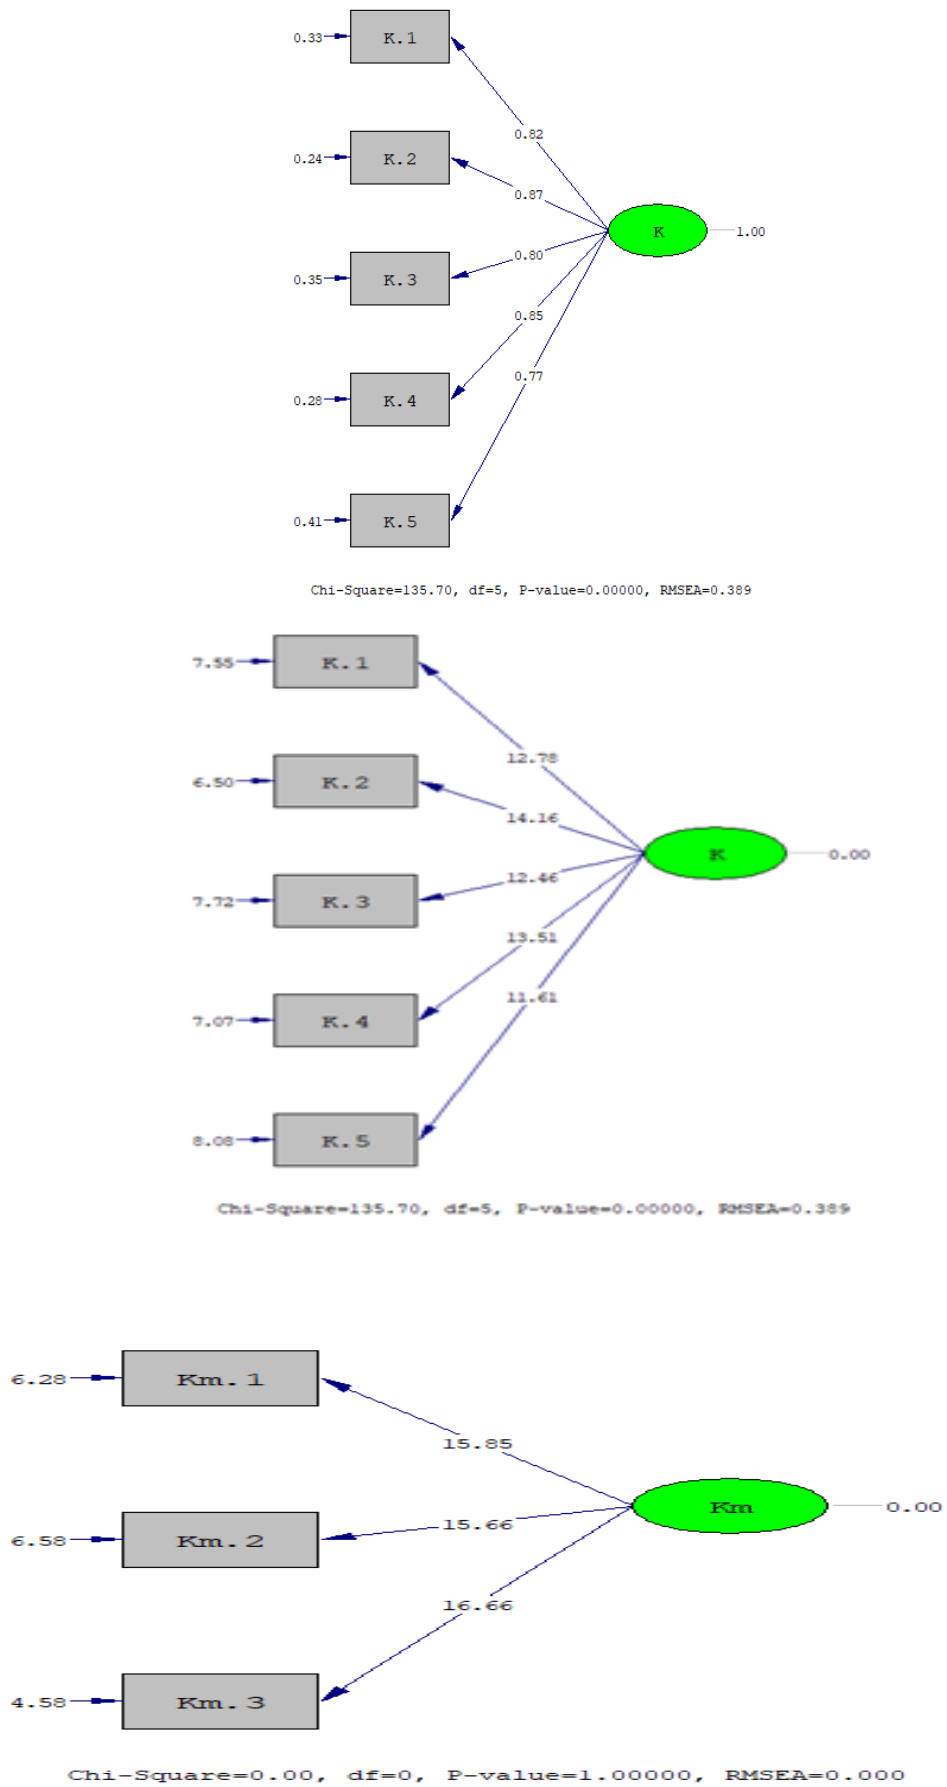 0.33 K.1
0.82
0.24 K.2
0.87
K 1.00
0.80
0.35 K.3
0.85
0.77
0.28 K.4
0.41 K.5
Chi-Square=135.70, df=5, P-value=0.00000, RMSEA=0.389
7.55 K.1
12.78
6.50 K.2
14.16
K 0.00
12.46
7.72 K.3
13.51
11.61
7.07 K.4
8.08 K.5
Chi-Square=135.70, df=5, P-value=0.00000, RMSEA=0.389
6.28 Km.1
15.85
Km 0.00
15.66
6.58 Km.2
16.66
4.58 Km.3
Chi-Square=0.00, df=0, P-value=1.00000, RMSEA=0.000